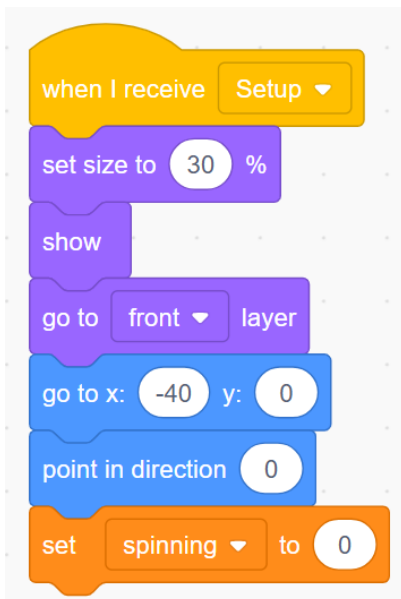 when I receive Setup
set size to 30 %
show
go to front layer
go to x: -40 y: 0
point in direction 0
set spinning to 0